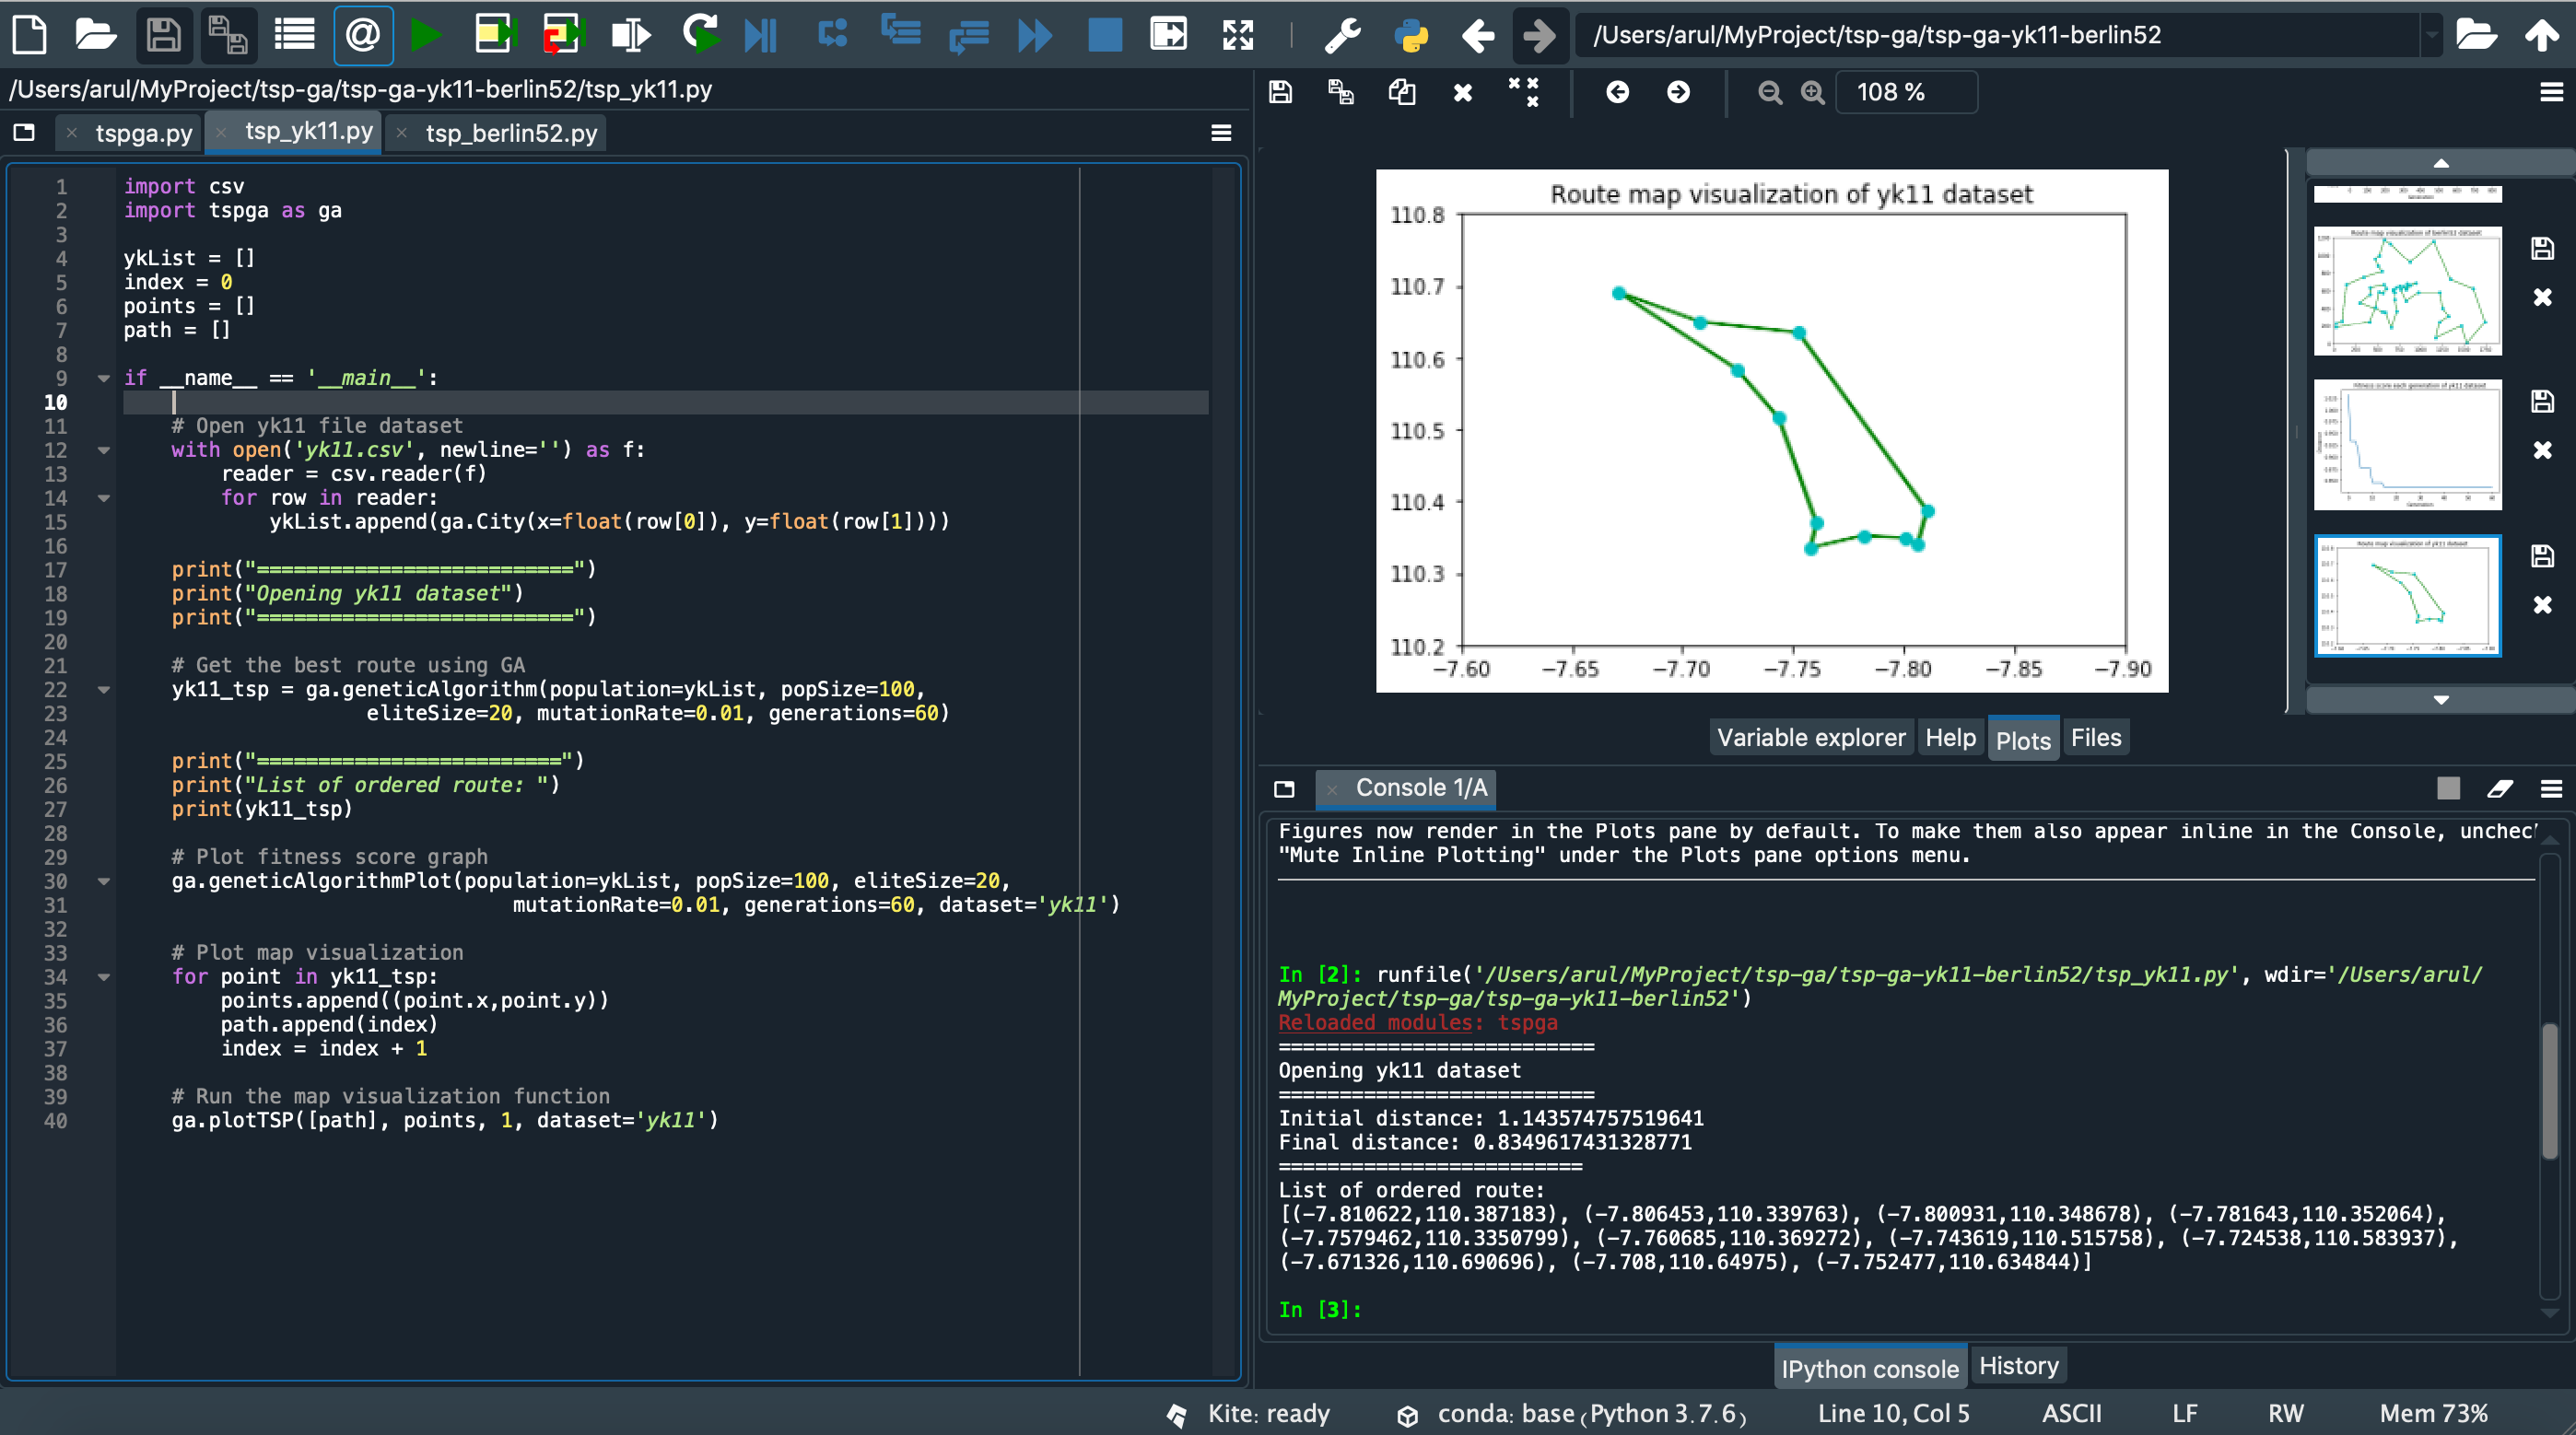 /Users/arul/MyProject/tsp-ga/tsp-ga-yk11-berlin52
/Users/arul/MyProject/tsp-ga/tsp-ga-yk11-berlin52/tsp_yk11.py
tspga.py
tsp_yk11.py
tsp_berlin52.py
1 import csv
2 import tspga as ga
3
4 ykList = []
5 index = 0
6 points = []
7 path = []
8
9 if __name__ == '__main__':
10
11 # Open yk11 file dataset
12 with open('yk11.csv', newline='') as f:
13 reader = csv.reader(f)
14 for row in reader:
15 ykList.append(ga.City(x=float(row[0]), y=float(row[1])))
16
17 print("==========================")
18 print("Opening yk11 dataset")
19 print("==========================")
20
21 # Get the best route using GA
22 yk11_tsp = ga.geneticAlgorithm(population=ykList, popSize=100,
23 eliteSize=20, mutationRate=0.01, generations=60)
24
25 print("=========================")
26 print("List of ordered route: ")
27 print(yk11_tsp)
28
29 # Plot fitness score graph
30 ga.geneticAlgorithmPlot(population=ykList, popSize=100, eliteSize=20,
31 mutationRate=0.01, generations=60, dataset='yk11')
32
33 # Plot map visualization
34 for point in yk11_tsp:
35 points.append((point.x,point.y))
36 path.append(index)
37 index = index + 1
38
39 # Run the map visualization function
40 ga.plotTSP([path], points, 1, dataset='yk11')
108 %
Route map visualization of yk11 dataset
110.8
110.7
110.6
110.5
110.4
110.3
110.2
−7.60 −7.65 −7.70 −7.75 −7.80 −7.85 −7.90
Route map visualization of berlin52 dataset
Fitness score each generation of yk11 dataset
Route map visualization of yk11 dataset
Variable explorer Help Plots Files
Console 1/A
Figures now render in the Plots pane by default. To make them also appear inline in the Console, unchec
"Mute Inline Plotting" under the Plots pane options menu.
In [2]: runfile('/Users/arul/MyProject/tsp-ga/tsp-ga-yk11-berlin52/tsp_yk11.py', wdir='/Users/arul/
MyProject/tsp-ga/tsp-ga-yk11-berlin52')
Reloaded modules: tspga
==========================
Opening yk11 dataset
==========================
Initial distance: 1.143574757519641
Final distance: 0.8349617431328771
=========================
List of ordered route:
[(-7.810622,110.387183), (-7.806453,110.339763), (-7.800931,110.348678), (-7.781643,110.352064),
(-7.7579462,110.3350799), (-7.760685,110.369272), (-7.743619,110.515758), (-7.724538,110.583937),
(-7.671326,110.690696), (-7.708,110.64975), (-7.752477,110.634844)]
In [3]:
IPython console History
Kite: ready conda: base (Python 3.7.6) Line 10, Col 5 ASCII LF RW Mem 73%